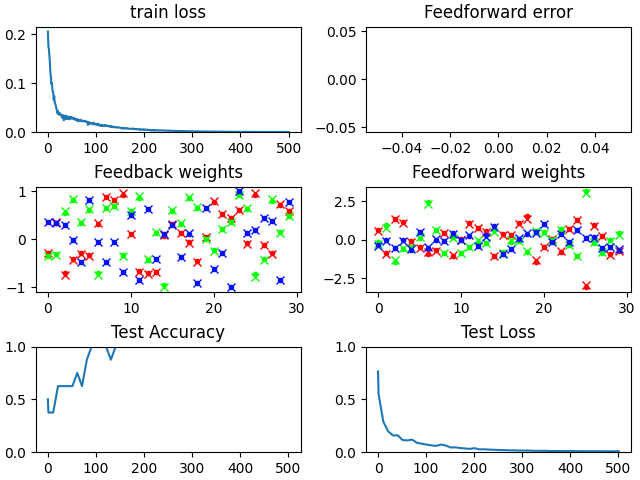 train loss
0.2
0.1
0.0
0 100 200 300 400 500
Feedforward error
0.05
0.00
−0.05
−0.04 −0.02 0.00 0.02 0.04
Feedback weights
1
0
−1
0 10 20 30
Feedforward weights
2.5
0.0
−2.5
0 10 20 30
Test Accuracy
1.0
0.5
0.0
0 100 200 300 400 500
Test Loss
1.0
0.5
0.0
0 100 200 300 400 500